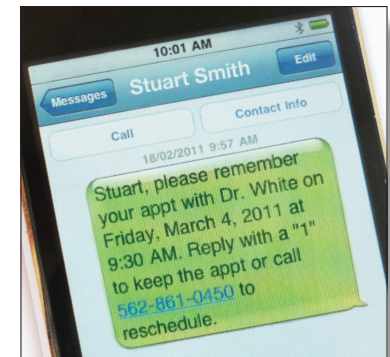 10:01 AM
Messages
Stuart Smith
Edit
Call
Contact Info
18/02/2011 9:57 AM
Stuart, please remember
your appt with Dr. White on
Friday, March 4, 2011 at
9:30 AM. Reply with a "1"
to keep the appt or call
562-861-0450 to
reschedule.